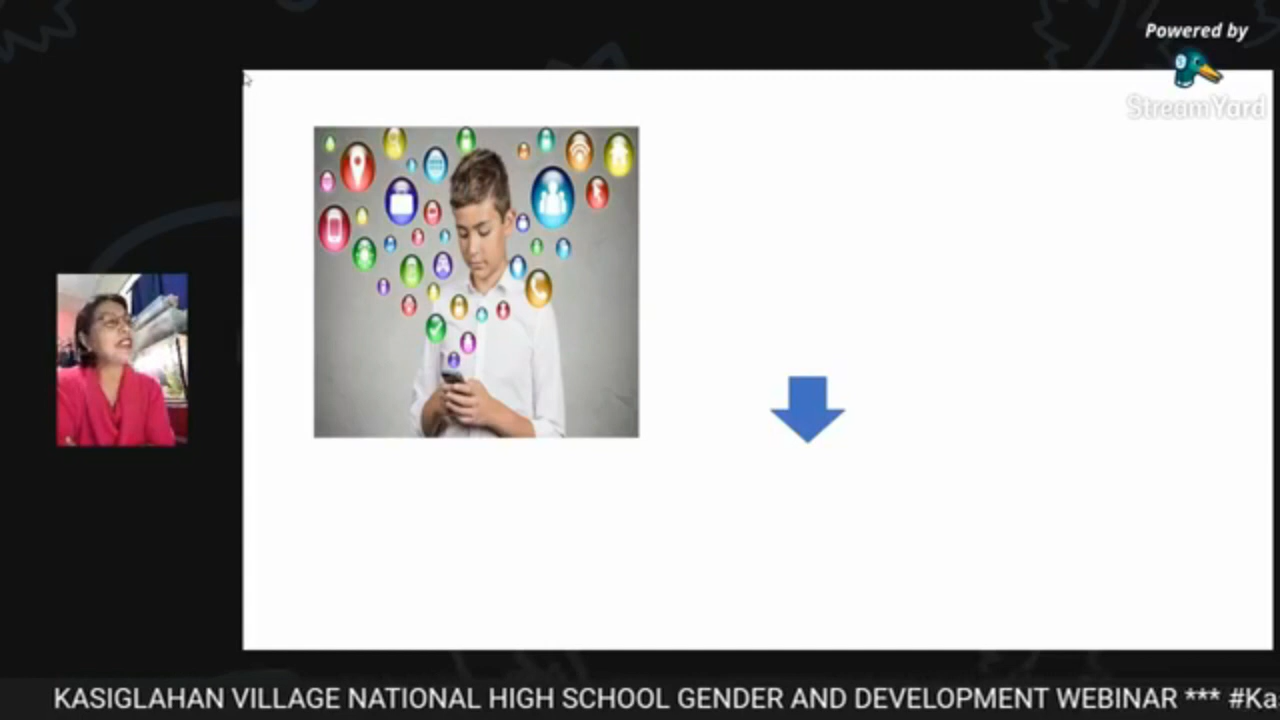 Powered by
StreamYard
KASIGLAHAN VILLAGE NATIONAL HIGH SCHOOL GENDER AND DEVELOPMENT WEBINAR *** #Ka